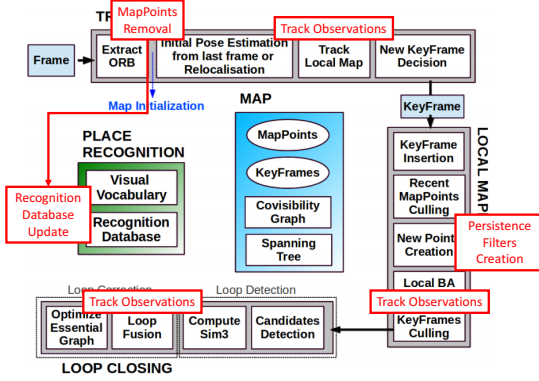 TR
MapPoints
Removal
Track Observations
Frame
Extract
ORB
Initial Pose Estimation
from last frame or
Relocalisation
Track
Local Map
New KeyFrame
Decision
Map Initialization
MAP
KeyFrame
PLACE
RECOGNITION
Visual
Vocabulary
Recognition
Database
Recognition
Database
Update
MapPoints
KeyFrames
Covisibility
Graph
Spanning
Tree
LOCAL MAP
KeyFrame
Insertion
Recent
MapPoints
Culling
New Point
Creation
Persistence
Filters
Creation
Local BA
Track Observations
KeyFrames
Culling
Loop Correction
Loop Detection
Track Observations
Optimize
Essential
Graph
Loop
Fusion
Compute
Sim3
Candidates
Detection
LOOP CLOSING